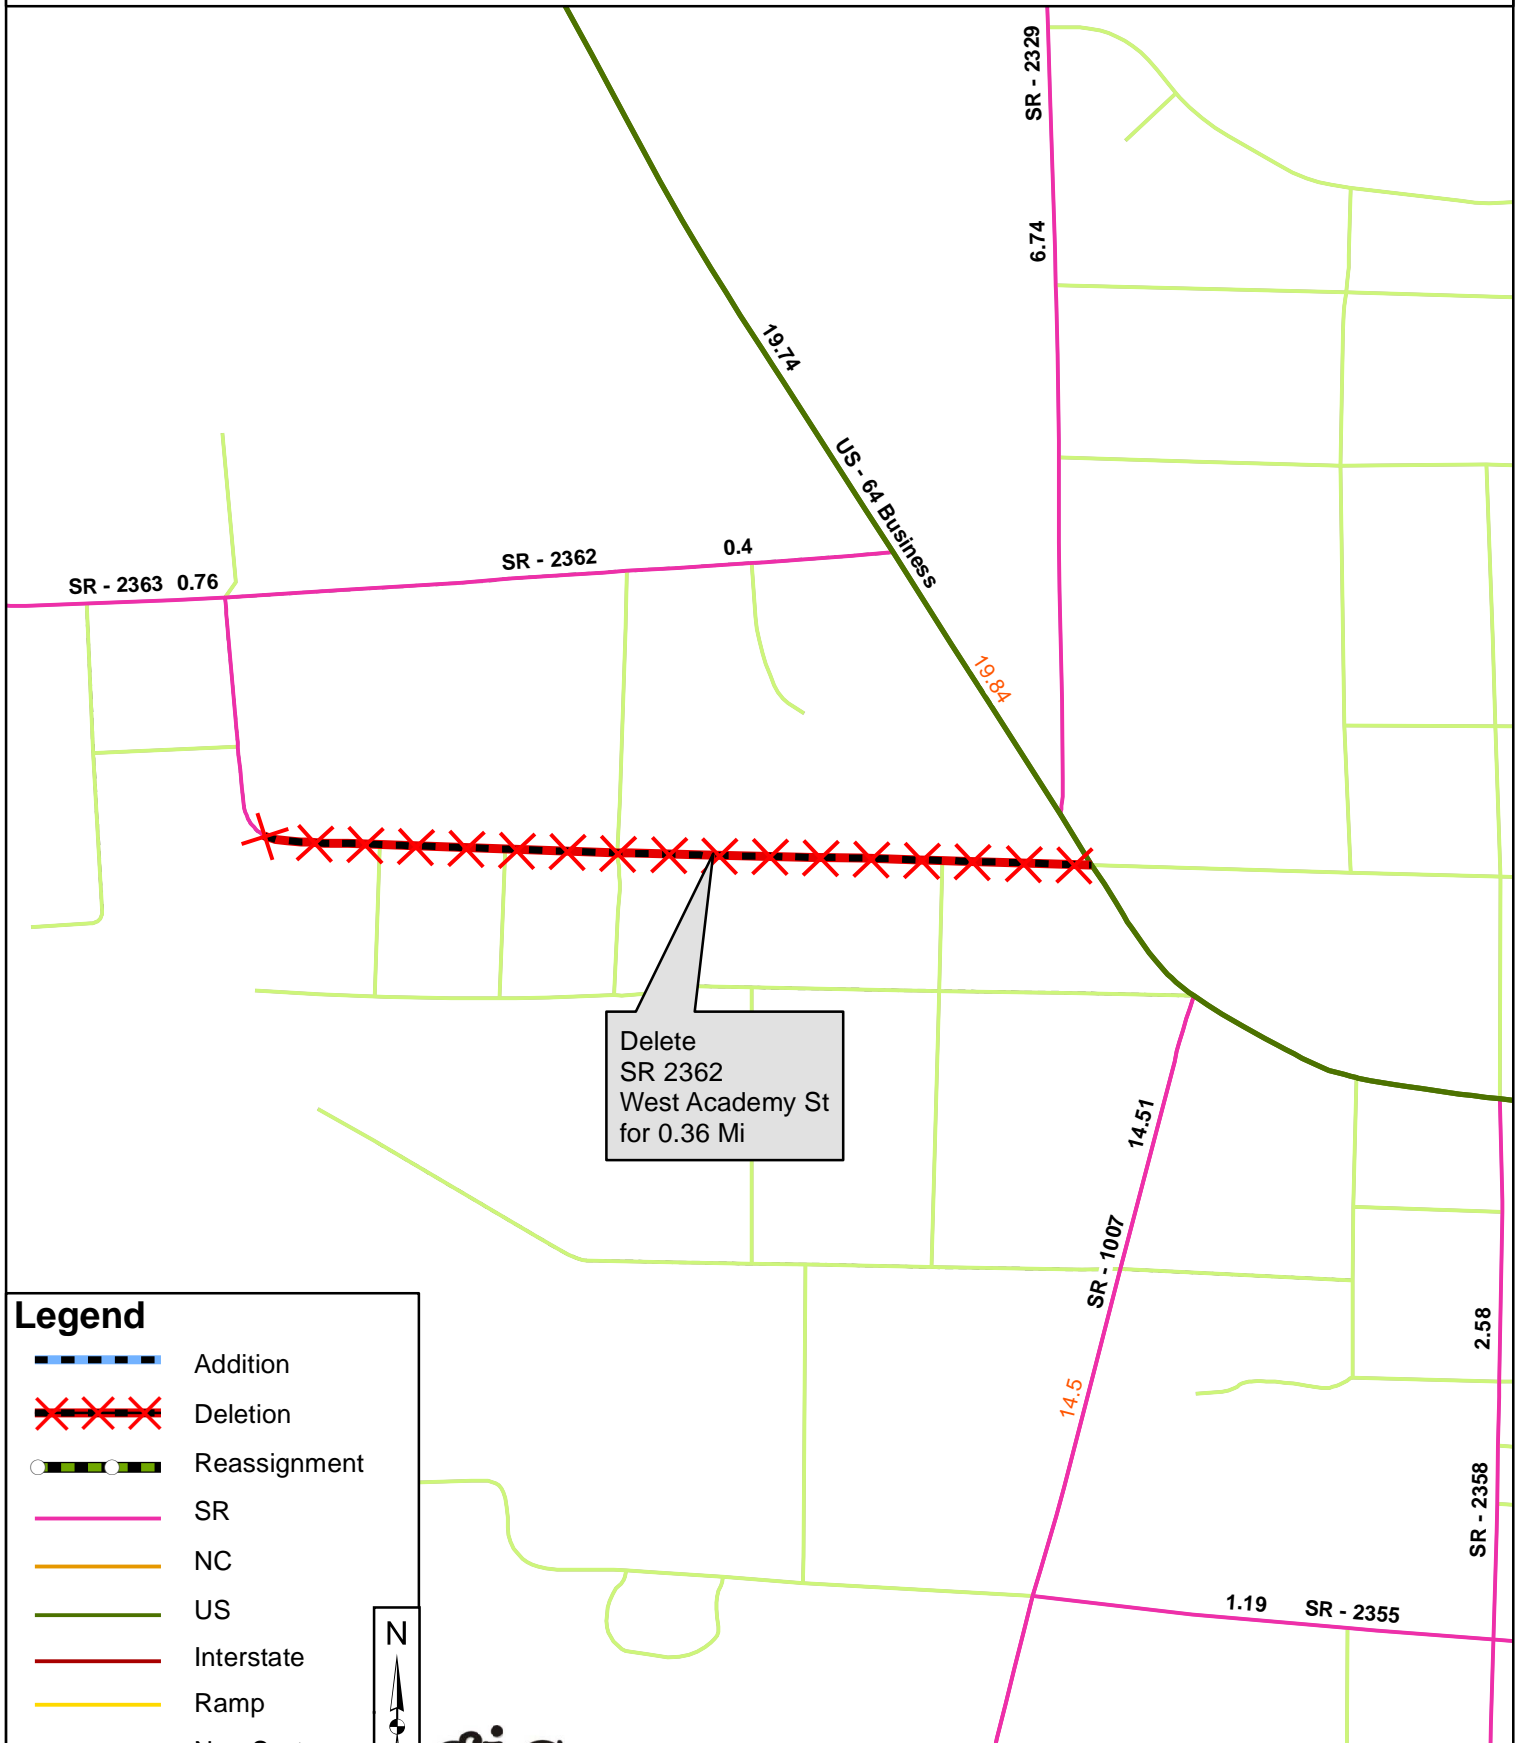 SR - 2329
6.74
19.74
US - 64 Business
SR - 2362
0.4
SR - 2363 0.76
19.84
Delete
SR 2362
West Academy St
for 0.36 Mi
14.51
SR - 1007
14.5
2.58
SR - 2358
1.19 SR - 2355
Legend
Addition
Deletion
Reassignment
SR
NC
US
Interstate
Ramp
N